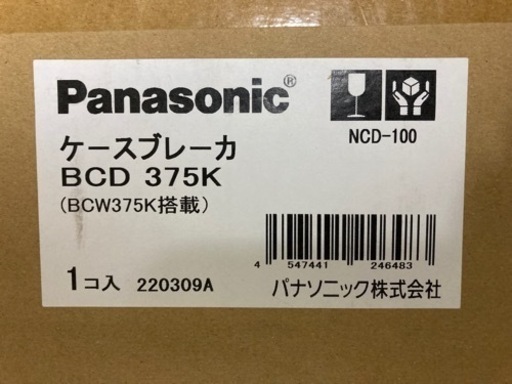 Panasonic®
NCD-100
ケースブレーカ
BCD 375K
(BCW375K搭載)
4 547441 246483
1コ入 220309A
パナソニック株式会社